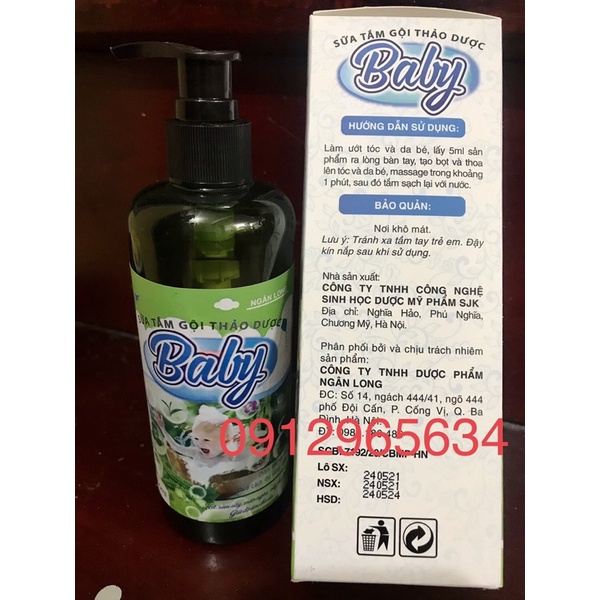 SỮA TẮM GỘI THẢO DƯỢC
Baby
HƯỚNG DẪN SỬ DỤNG:
Làm ướt tóc và da bé, lấy 5ml sản
phẩm ra lòng bàn tay, tạo bọt và thoa
lên tóc và da bé, massage trong khoảng
1 phút, sau đó tắm sạch lại với nước.
BẢO QUẢN:
Nơi khô mát.
Lưu ý: Tránh xa tầm tay trẻ em. Đậy
kín nắp sau khi sử dụng.
Nhà sản xuất:
CÔNG TY TNHH CÔNG NGHỆ
SINH HỌC DƯỢC MỸ PHẨM SJK
Địa chỉ: Nghĩa Hảo, Phú Nghĩa,
Chương Mỹ, Hà Nội.
Phân phối bởi và chịu trách nhiệm
sản phẩm:
CÔNG TY TNHH DƯỢC PHẨM
NGÂN LONG
ĐC: Số 14, ngách 444/41, ngõ 444
phố Đội Cấn, P. Cống Vị, Q. Ba
Đình, Hà Nội.
0912965634
Lô SX: 240521
NSX: 240521
HSD: 240524
NGÂN LONG
SỮA TẮM GỘI THẢO DƯỢC
Baby